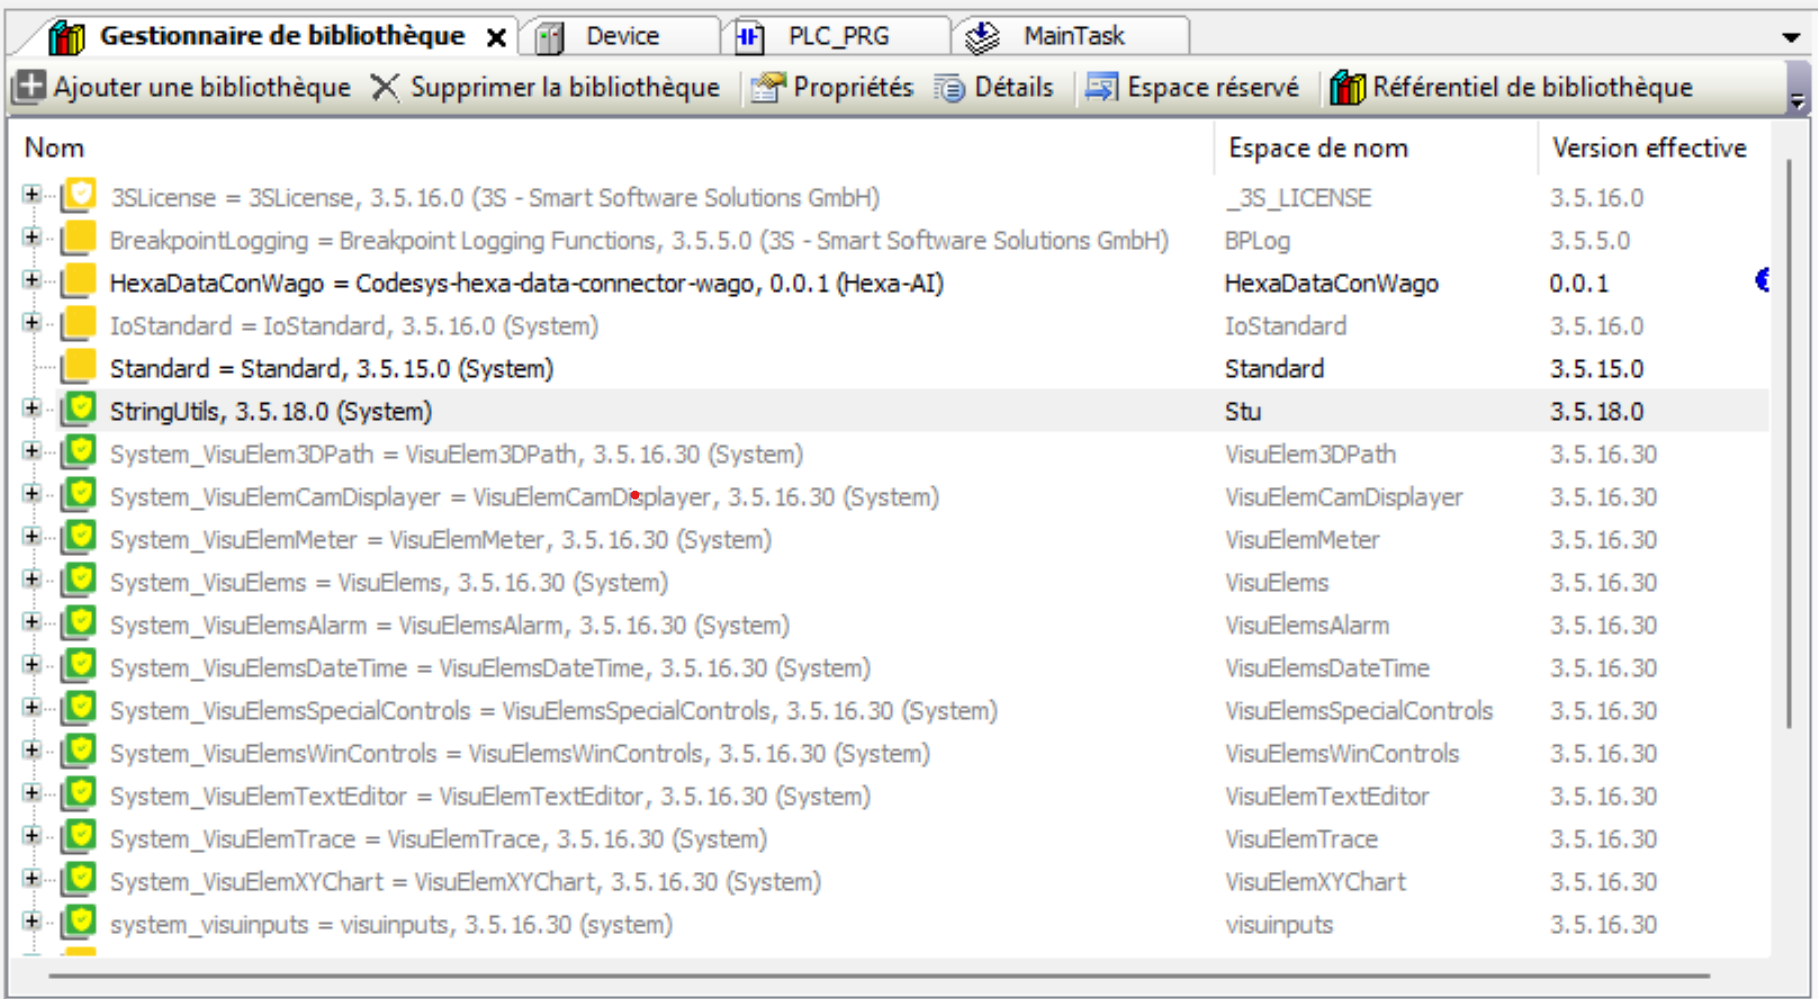 Gestionnaire de bibliothèque Device PLC_PRG MainTask
Ajouter une bibliothèque Supprimer la bibliothèque Propriétés Détails Espace réservé Référentiel de bibliothèque
Nom Espace de nom Version effective
3SLicense = 3SLicense, 3.5.16.0 (3S - Smart Software Solutions GmbH) _3S_LICENSE 3.5.16.0
BreakpointLogging = Breakpoint Logging Functions, 3.5.5.0 (3S - Smart Software Solutions GmbH) BPLog 3.5.5.0
HexaDataConWago = Codesys-hexa-data-connector-wago, 0.0.1 (Hexa-AI) HexaDataConWago 0.0.1
IoStandard = IoStandard, 3.5.16.0 (System) IoStandard 3.5.16.0
Standard = Standard, 3.5.15.0 (System) Standard 3.5.15.0
StringUtils, 3.5.18.0 (System) Stu 3.5.18.0
System_VisuElem3DPath = VisuElem3DPath, 3.5.16.30 (System) VisuElem3DPath 3.5.16.30
System_VisuElemCamDisplayer = VisuElemCamDisplayer, 3.5.16.30 (System) VisuElemCamDisplayer 3.5.16.30
System_VisuElemMeter = VisuElemMeter, 3.5.16.30 (System) VisuElemMeter 3.5.16.30
System_VisuElems = VisuElems, 3.5.16.30 (System) VisuElems 3.5.16.30
System_VisuElemsAlarm = VisuElemsAlarm, 3.5.16.30 (System) VisuElemsAlarm 3.5.16.30
System_VisuElemsDateTime = VisuElemsDateTime, 3.5.16.30 (System) VisuElemsDateTime 3.5.16.30
System_VisuElemsSpecialControls = VisuElemsSpecialControls, 3.5.16.30 (System) VisuElemsSpecialControls 3.5.16.30
System_VisuElemsWinControls = VisuElemsWinControls, 3.5.16.30 (System) VisuElemsWinControls 3.5.16.30
System_VisuElemTextEditor = VisuElemTextEditor, 3.5.16.30 (System) VisuElemTextEditor 3.5.16.30
System_VisuElemTrace = VisuElemTrace, 3.5.16.30 (System) VisuElemTrace 3.5.16.30
System_VisuElemXYChart = VisuElemXYChart, 3.5.16.30 (System) VisuElemXYChart 3.5.16.30
system_visuinputs = visuinputs, 3.5.16.30 (system) visuinputs 3.5.16.30